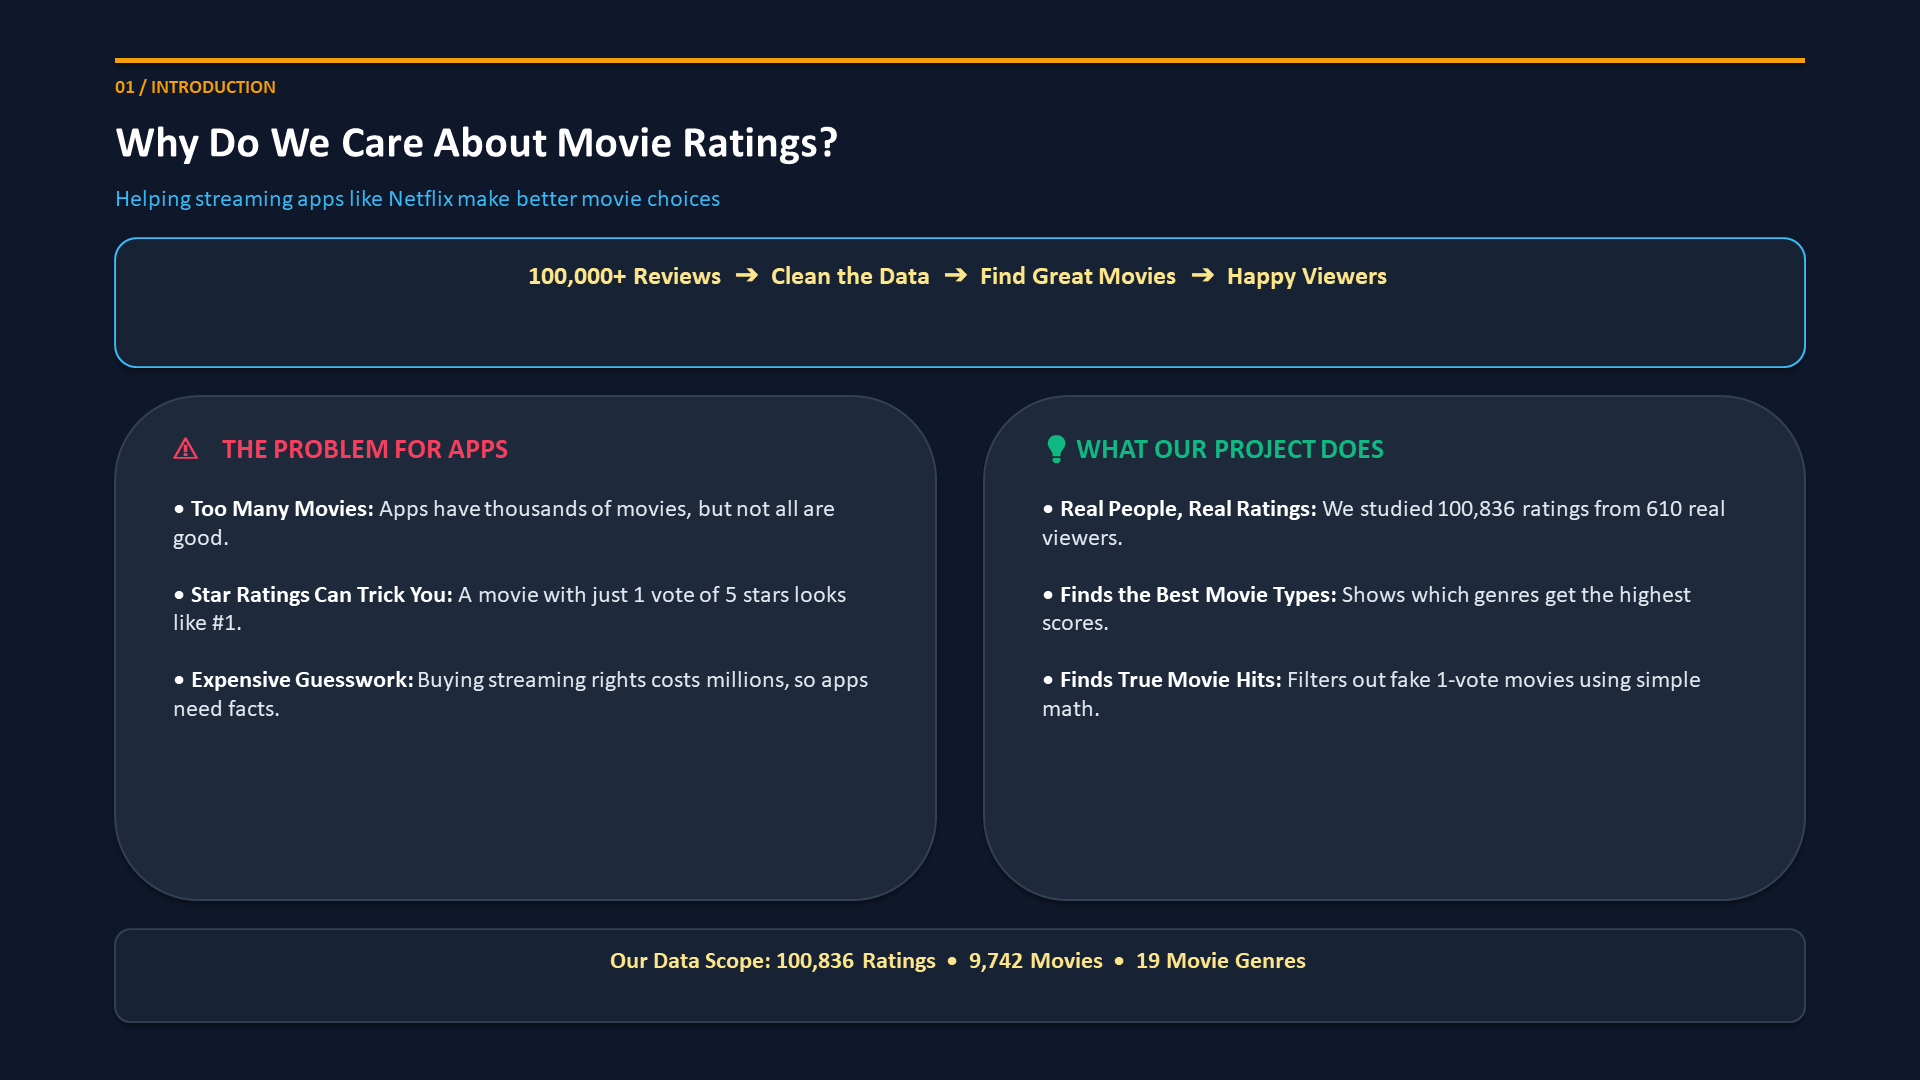 01 / INTRODUCTION
Why Do We Care About Movie Ratings?
Helping streaming apps like Netflix make better movie choices
100,000+ Reviews ➔ Clean the Data ➔ Find Great Movies ➔ Happy Viewers
⚠ THE PROBLEM FOR APPS
• Too Many Movies: Apps have thousands of movies, but not all are
good.
• Star Ratings Can Trick You: A movie with just 1 vote of 5 stars looks
like #1.
• Expensive Guesswork: Buying streaming rights costs millions, so apps
need facts.
💡 WHAT OUR PROJECT DOES
• Real People, Real Ratings: We studied 100,836 ratings from 610 real
viewers.
• Finds the Best Movie Types: Shows which genres get the highest
scores.
• Finds True Movie Hits: Filters out fake 1-vote movies using simple
math.
Our Data Scope: 100,836 Ratings • 9,742 Movies • 19 Movie Genres